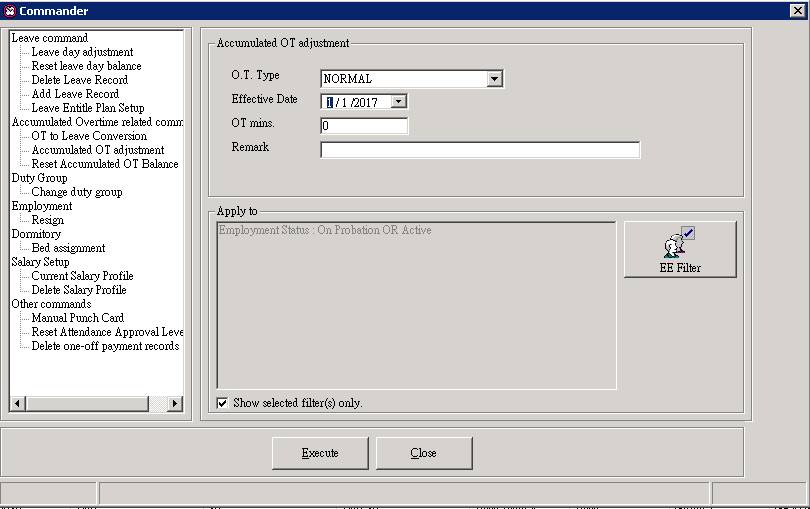 Commander
Leave command
Leave day adjustment
Reset leave day balance
Delete Leave Record
Add Leave Record
Leave Entitle Plan Setup
Accumulated Overtime related comm
OT to Leave Conversion
Accumulated OT adjustment
Reset Accumulated OT Balance
Duty Group
Change duty group
Employment
Resign
Dormitory
Bed assignment
Salary Setup
Current Salary Profile
Delete Salary Profile
Other commands
Manual Punch Card
Reset Attendance Approval Leve
Delete one-off payment records
Accumulated OT adjustment
O.T. Type NORMAL
Effective Date 1 / 1 /2017
OT mins. 0
Remark
Apply to
Employment Status : On Probation OR Active
EE Filter
Show selected filter(s) only.
Execute Close